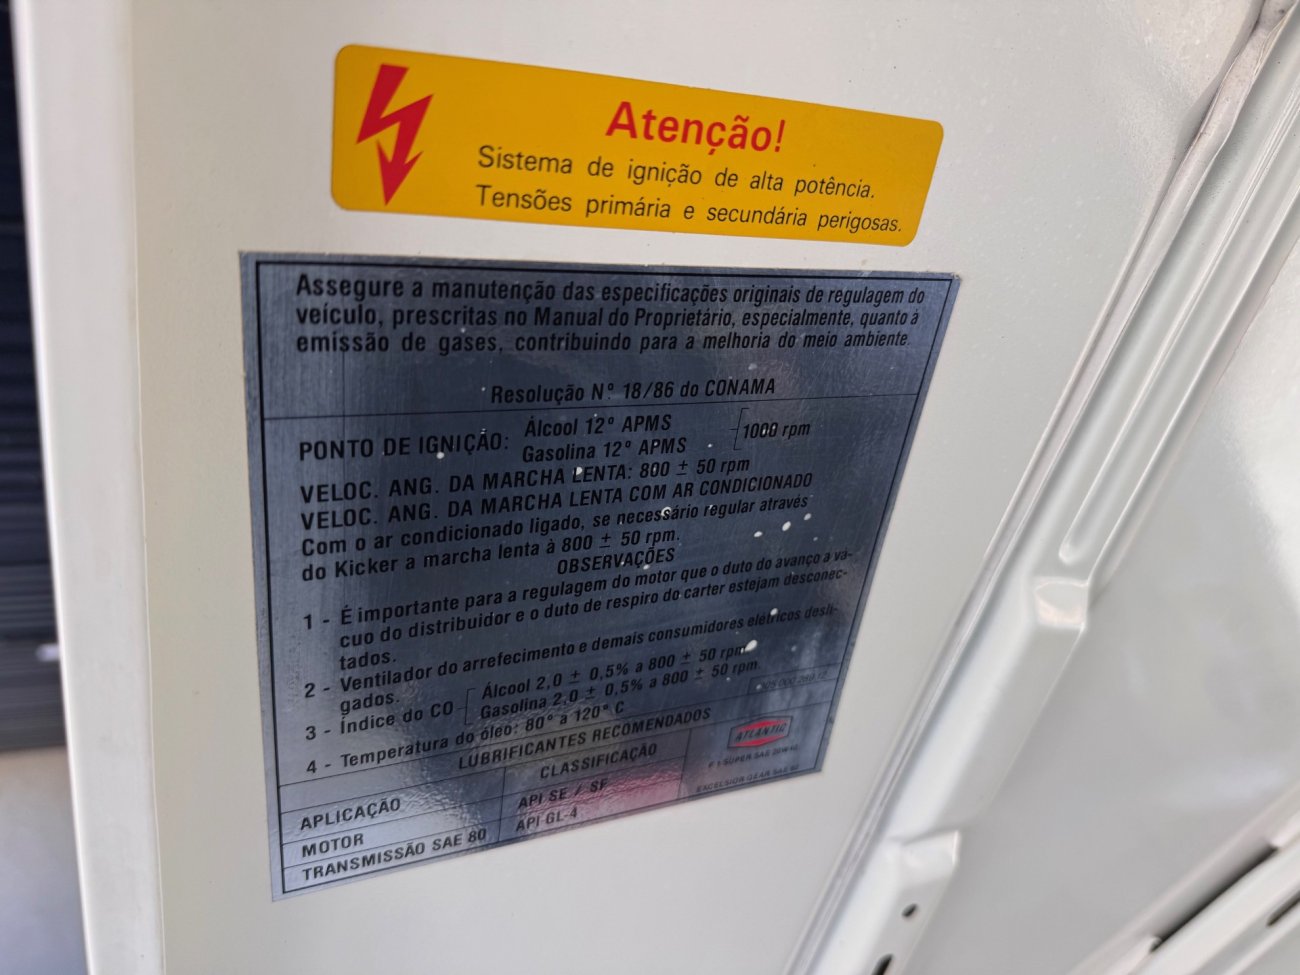 Atenção!
Sistema de ignição de alta potência.
Tensões primária e secundária perigosas.
Assegure a manutenção das especificações originais de regulagem do
veículo, prescritas no Manual do Proprietário, especialmente, quanto à
emissão de gases, contribuindo para a melhoria do meio ambiente.
Resolução Nº 18/86 do CONAMA
PONTO DE IGNIÇÃO: Álcool 12º APMS
Gasolina 12º APMS 1000 rpm
VELOC. ANG. DA MARCHA LENTA: 800 ± 50 rpm
VELOC. ANG. DA MARCHA LENTA COM AR CONDICIONADO
Com o ar condicionado ligado, se necessário regular através
do Kicker a marcha lenta à 800 ± 50 rpm.
OBSERVAÇÕES
1 - É importante para a regulagem do motor que o duto do avanço a vá-
cuo do distribuidor e o duto de respiro do carter estejam desconec-
tados.
2 - Ventilador do arrefecimento e demais consumidores elétricos desli-
gados.
3 - Índice do CO Álcool 2,0 ± 0,5% a 800 ± 50 rpm
Gasolina 2,0 ± 0,5% a 800 ± 50 rpm.
4 - Temperatura do óleo: 80° a 120° C
LUBRIFICANTES RECOMENDADOS
APLICAÇÃO CLASSIFICAÇÃO ATLANTIC
MOTOR API SE / SF SUPER SAE 20W40
TRANSMISSÃO SAE 80 API GL-4 EXCELSIOR GEAR SAE 80